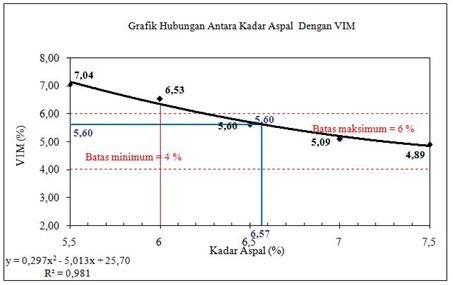 Grafik Hubungan Antara Kadar Aspal Dengan VIM
8,00
7,00
6,00
5,00
4,00
3,00
2,00
VIM (%)
7,04
6,53
5,60
5,60
5,60
5,09
4,89
Batas maksimum = 6 %
Batas minimum = 4 %
5,5
6
6,5
7
7,5
6,57
Kadar Aspal (%)
y = 0,297x² - 5,013x + 25,70
R² = 0,981